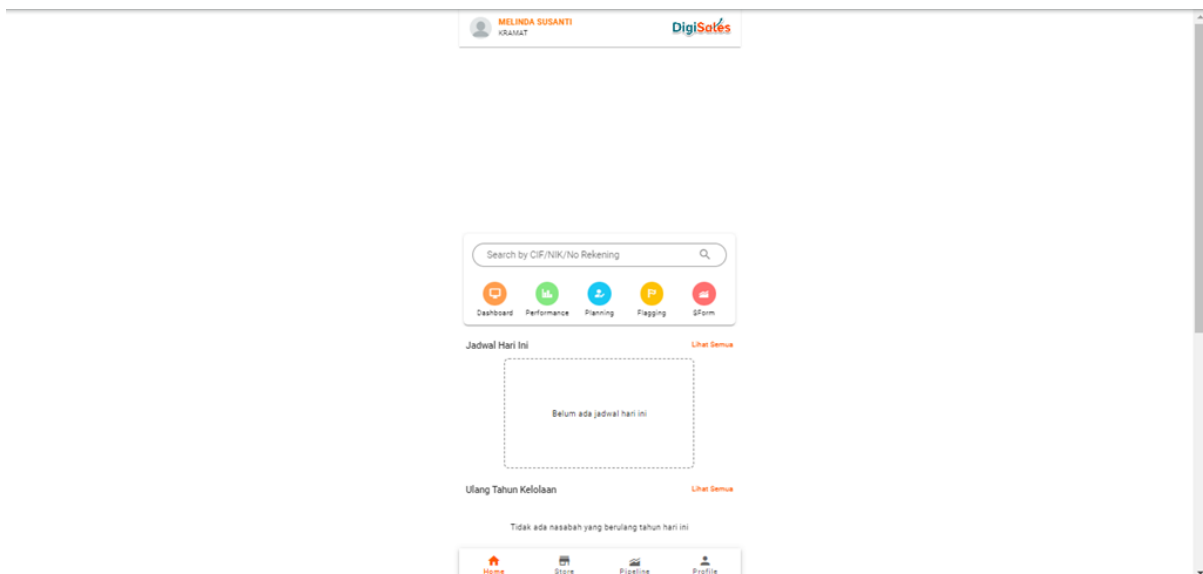 MELINDA SUSANTI
KRAMAT
DigiSales
Search by CIF/NIK/No Rekening
Dashboard Performance Planning Flagging
Jadwal Hari Ini Lihat Semua
Belum ada jadwal hari ini
Ulang Tahun Kelolaan Lihat Semua
Tidak ada nasabah yang berulang tahun hari ini
Home Store Pipeline Profile